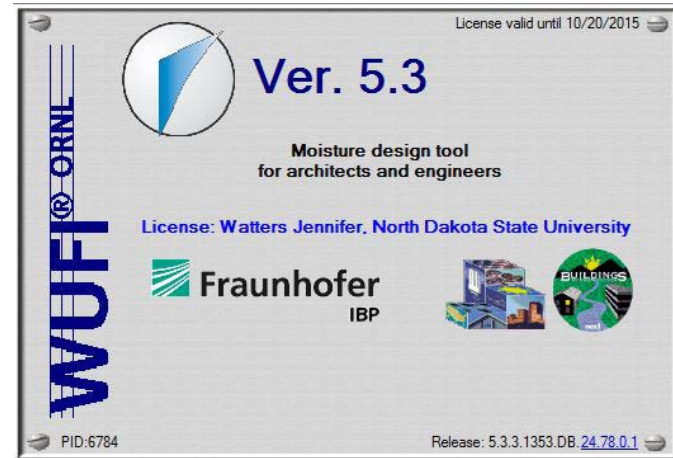 License valid until 10/20/2015
Ver. 5.3
Moisture design tool
for architects and engineers
WUFI® ORNL
License: Watters Jennifer, North Dakota State University
Fraunhofer
IBP
BUILDINGS
PID:6784
Release: 5.3.3.1353.DB.24.78.0.1